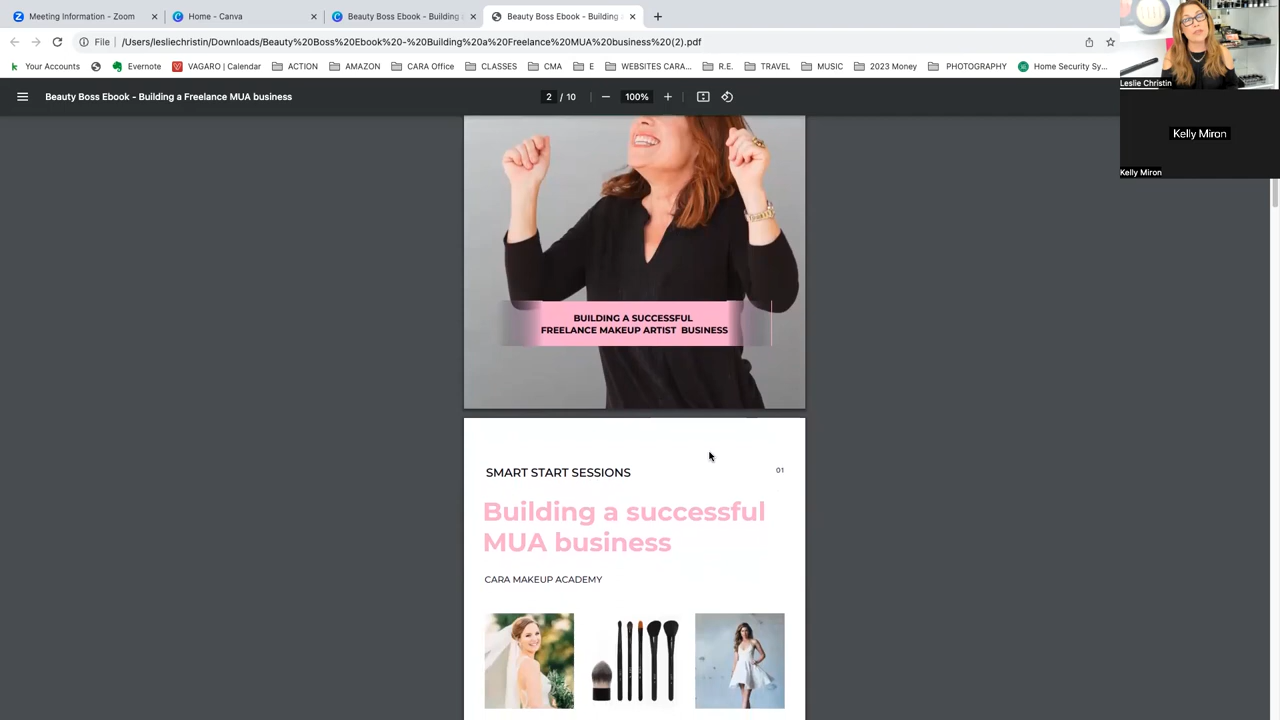 Meeting Information - Zoom
Home - Canva
Beauty Boss Ebook - Building
Beauty Boss Ebook - Building
File
/Users/lesliechristin/Downloads/Beauty%20Boss%20Ebook%20-%20Building%20a%20Freelance%20MUA%20business%20(2).pdf
Your Accounts
Evernote
VAGARO | Calendar
ACTION
AMAZON
CARA Office
CLASSES
CMA
E
WEBSITES CARA...
R.E.
TRAVEL
MUSIC
2023 Money
PHOTOGRAPHY
Home Security Sy...
Beauty Boss Ebook - Building a Freelance MUA business
2 / 10
100%
Leslie Christin
Kelly Miron
Kelly Miron
BUILDING A SUCCESSFUL
FREELANCE MAKEUP ARTIST BUSINESS
SMART START SESSIONS
01
Building a successful
MUA business
CARA MAKEUP ACADEMY